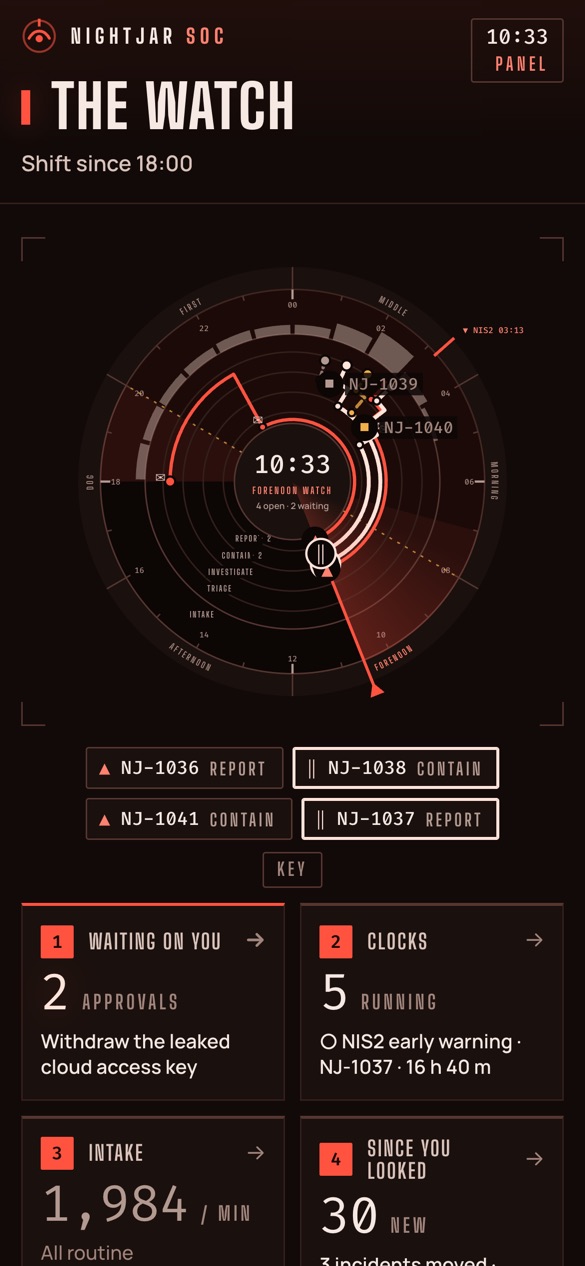 NIGHTJAR SOC
10:33
PANEL
THE WATCH
Shift since 18:00
00
FIRST
MIDDLE
22
02
▼ NIS2 03:13
NJ-1039
20
04
NJ-1040
10:33
FORENOON WATCH
4 open · 2 waiting
DOG
18
06
MORNING
REPORT 2
CONTAIN 2
INVESTIGATE
TRIAGE
16
08
INTAKE
14
10
12
AFTERNOON
FORENOON
▲ NJ-1036 REPORT
|| NJ-1038 CONTAIN
▲ NJ-1041 CONTAIN
|| NJ-1037 REPORT
KEY
1 WAITING ON YOU →
2 APPROVALS
Withdraw the leaked
cloud access key
2 CLOCKS →
5 RUNNING
○ NIS2 early warning ·
NJ-1037 · 16 h 40 m
3 INTAKE →
1,984 / MIN
All routine
4 SINCE YOU
LOOKED →
30 NEW
3 incidents moved ·